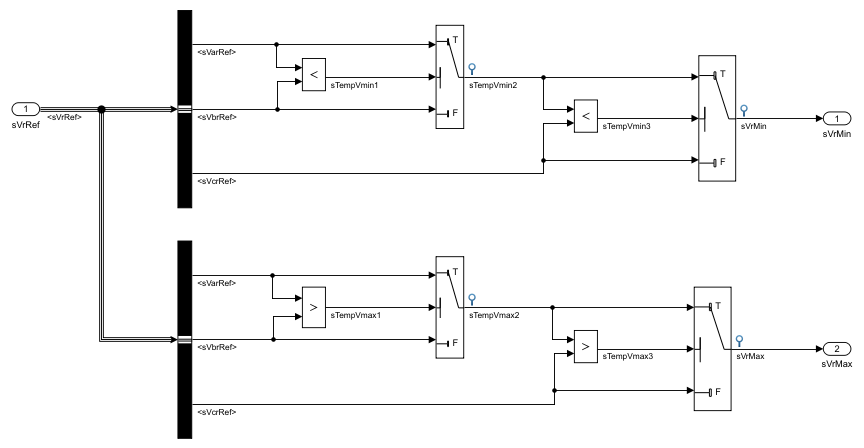 <sVarRef>
T
<
sTempVmin1
sTempVmin2
T
1
<sVrRef>
sVrRef
<sVbrRef>
F
<
sTempVmin3
sVrMin
1
sVrMin
<sVcrRef>
F
<sVarRef>
T
>
sTempVmax1
sTempVmax2
T
<sVbrRef>
F
>
sTempVmax3
sVrMax
2
sVrMax
<sVcrRef>
F